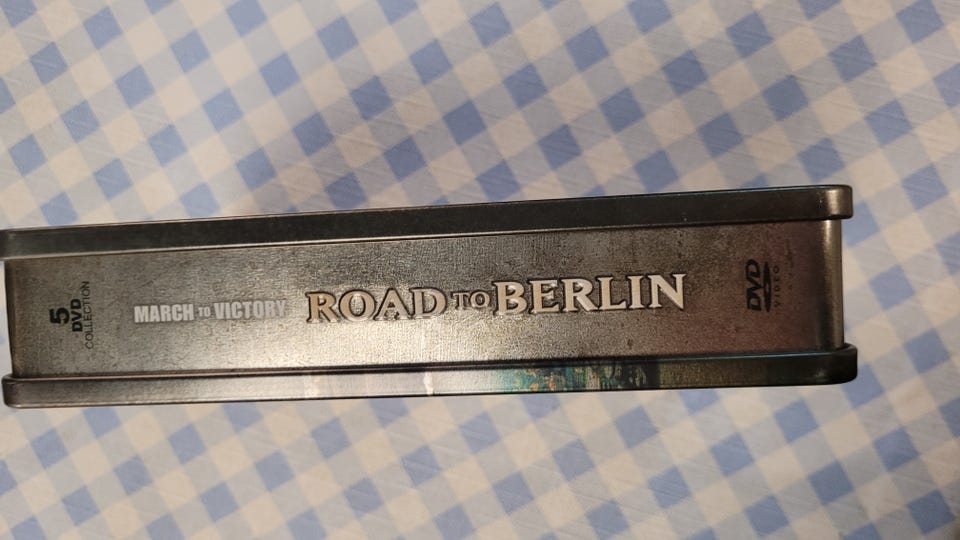 5
DVD
COLLECTION
MARCH TO VICTORY ROAD TO BERLIN
DVD
VIDEO